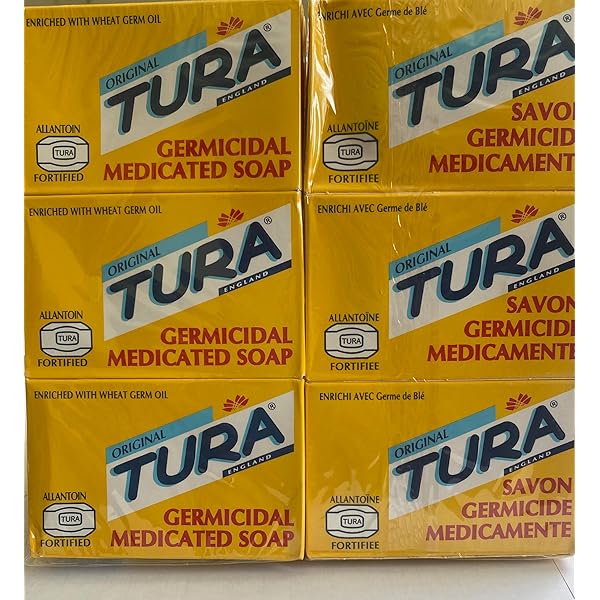 ENRICHED WITH WHEAT GERM OIL
ORIGINAL
TURA®
ENGLAND
ALLANTOIN
TURA
FORTIFIED
GERMICIDAL
MEDICATED SOAP
ENRICHI AVEC Germe de Blé
ORIGINAL
TURA
ENGLAND
ALLANTOÏNE
TURA
FORTIFIEE
SAVON
GERMICID
MEDICAMENT
ENRICHED WITH WHEAT GERM OIL
ORIGINAL
TURA®
ENGLAND
ALLANTOIN
TURA
FORTIFIED
GERMICIDAL
MEDICATED SOAP
ENRICHI AVEC Germe de Blé
ORIGINAL
TURA
ENGLAND
ALLANTOÏNE
TURA
FORTIFIEE
SAVON
GERMICIDE
MEDICAMENTE
ENRICHED WITH WHEAT GERM OIL
ORIGINAL
TURA®
ENGLAND
ALLANTOIN
TURA
FORTIFIED
GERMICIDAL
MEDICATED SOAP
ENRICHI AVEC Germe de Blé
ORIGINAL
TURA®
ENGLAND
ALLANTOÏNE
TURA
FORTIFIEE
SAVON
GERMICIDE
MEDICAMENTE